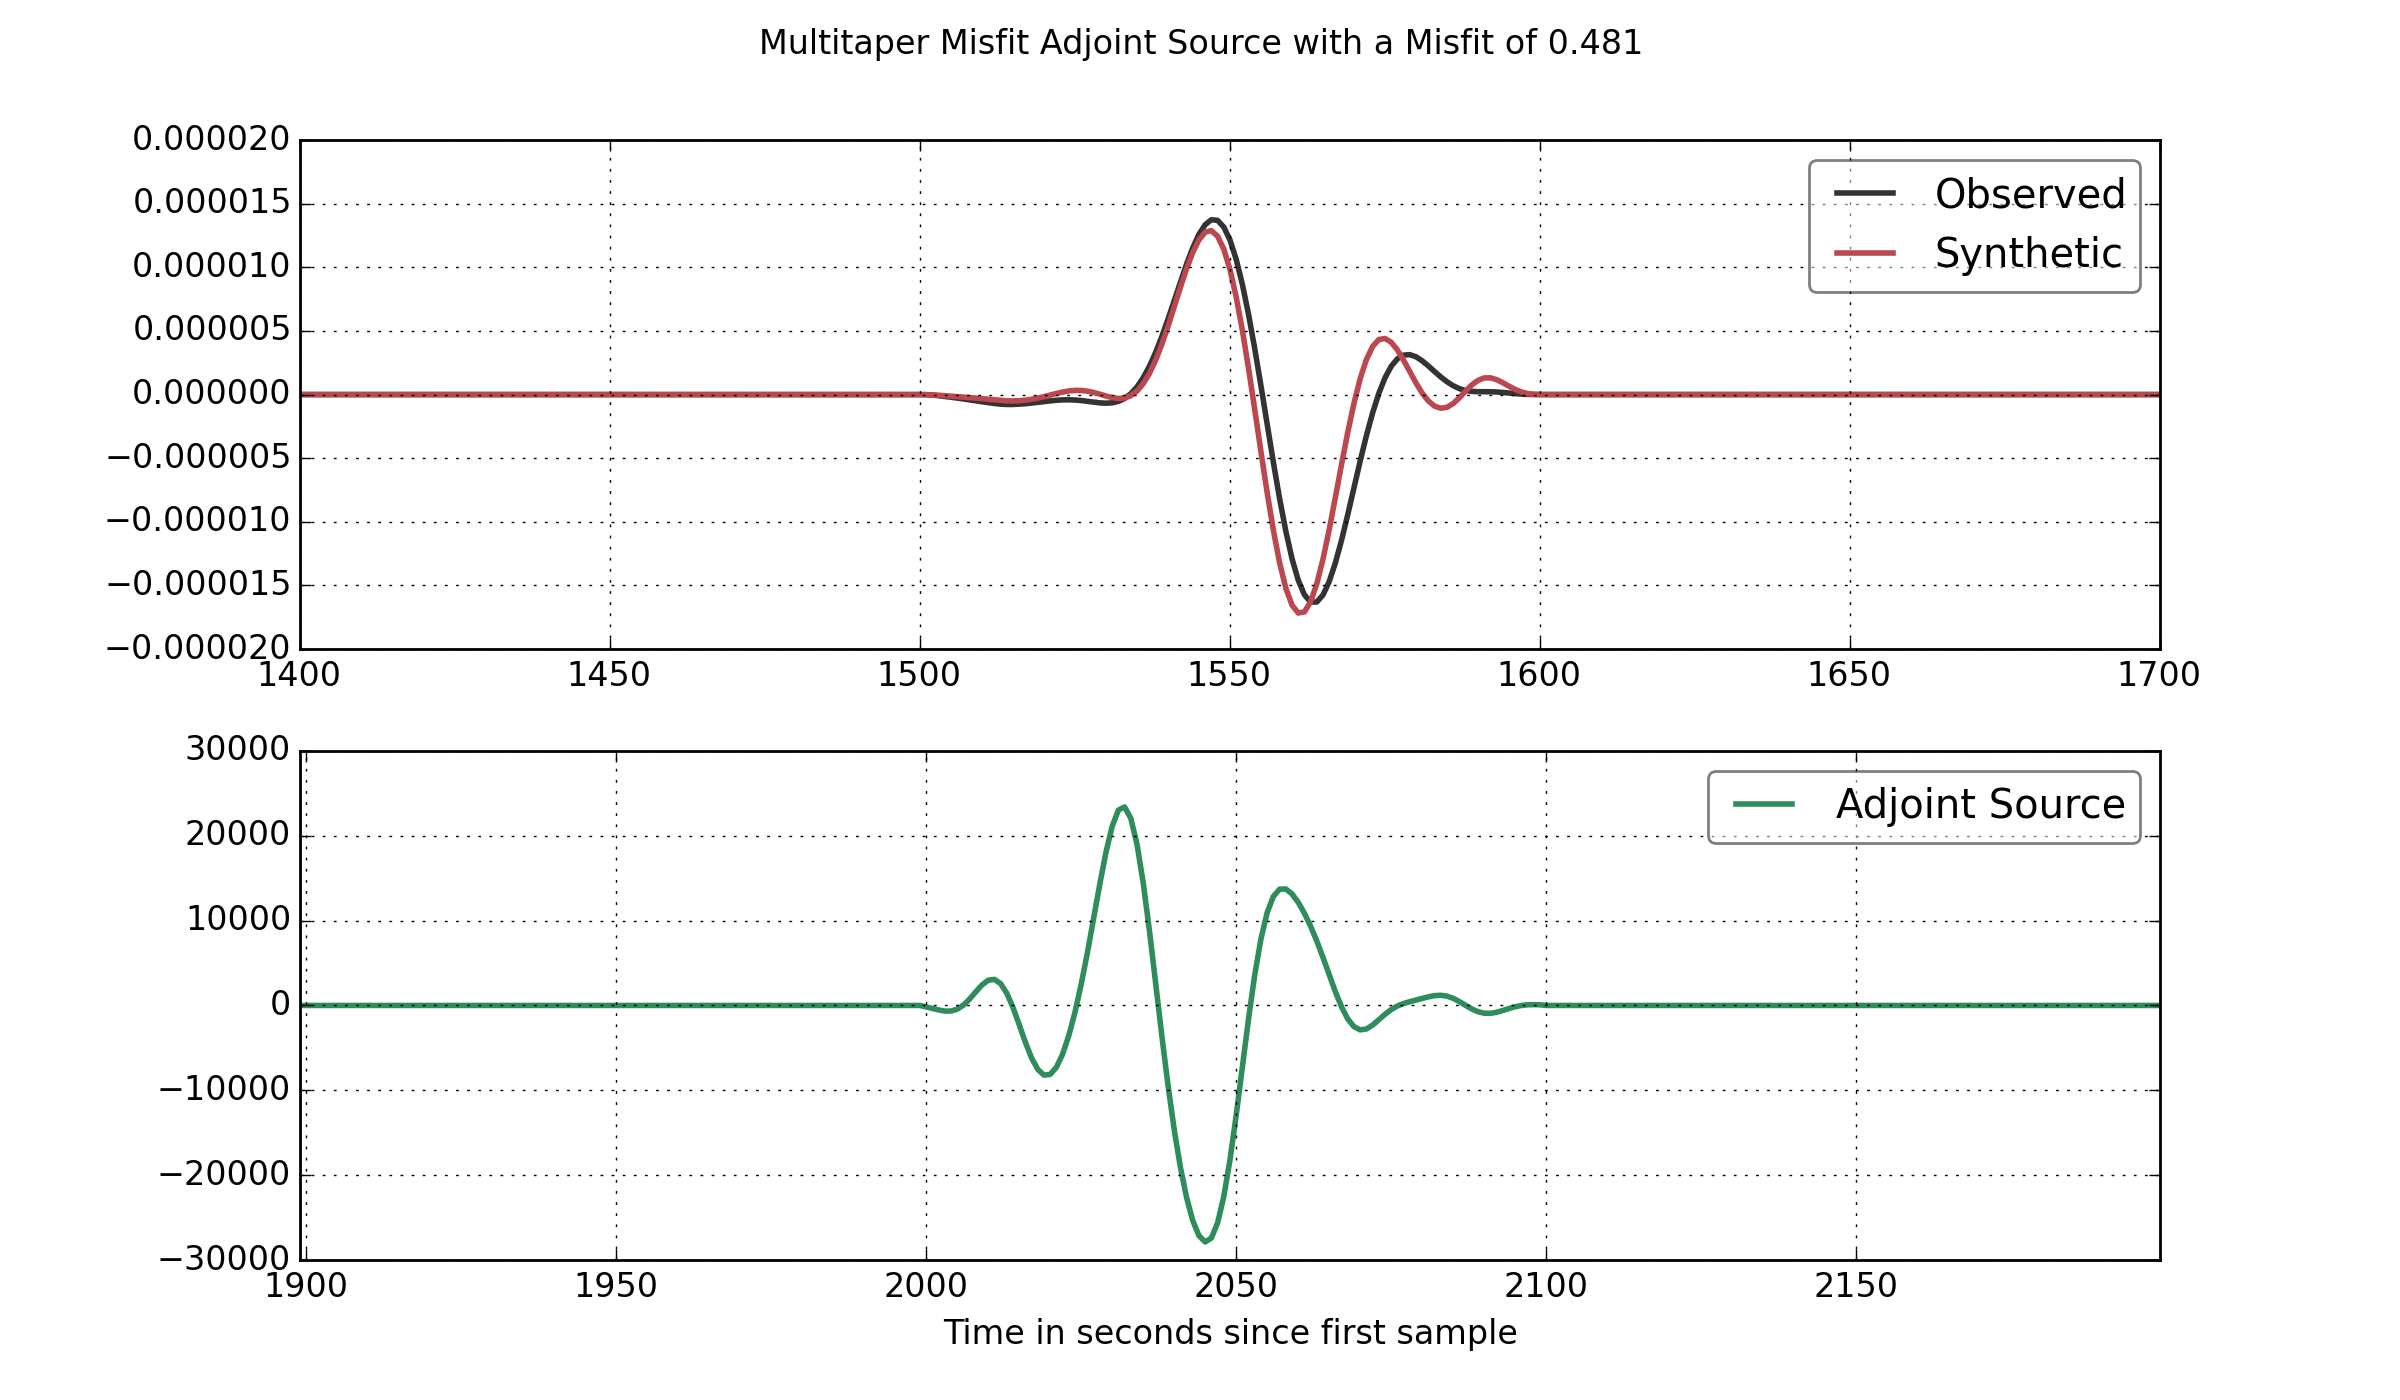 Multitaper Misfit Adjoint Source with a Misfit of 0.481
0.000020
0.000015
0.000010
0.000005
0.000000
−0.000005
−0.000010
−0.000015
−0.000020
Observed
Synthetic
1400 1450 1500 1550 1600 1650 1700
30000
20000
10000
0
−10000
−20000
−30000
Adjoint Source
1900 1950 2000 2050 2100 2150
Time in seconds since first sample